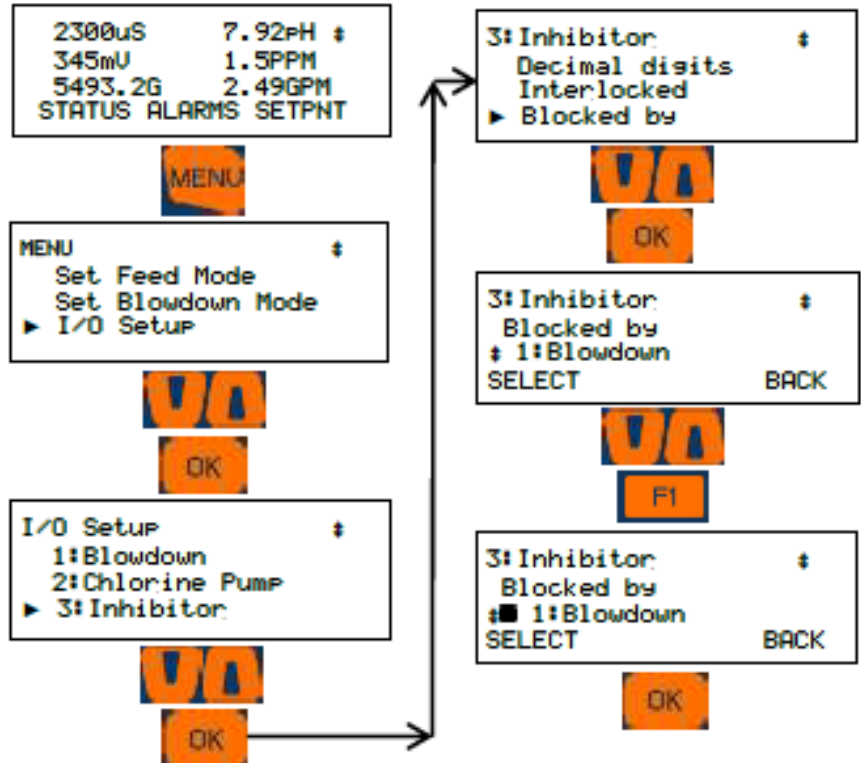 2300uS 7.92pH
345mV 1.5PPM
5493.2G 2.49GPM
STATUS ALARMS SETPNT
MENU
MENU
Set Feed Mode
Set Blowdown Mode
► I/O Setup
OK
I/O Setup
1:Blowdown
2:Chlorine Pump
► 3:Inhibitor
OK
3:Inhibitor
Decimal digits
Interlocked
► Blocked by
OK
3:Inhibitor
Blocked by
1:Blowdown
SELECT BACK
F1
3:Inhibitor
Blocked by
1:Blowdown
SELECT BACK
OK